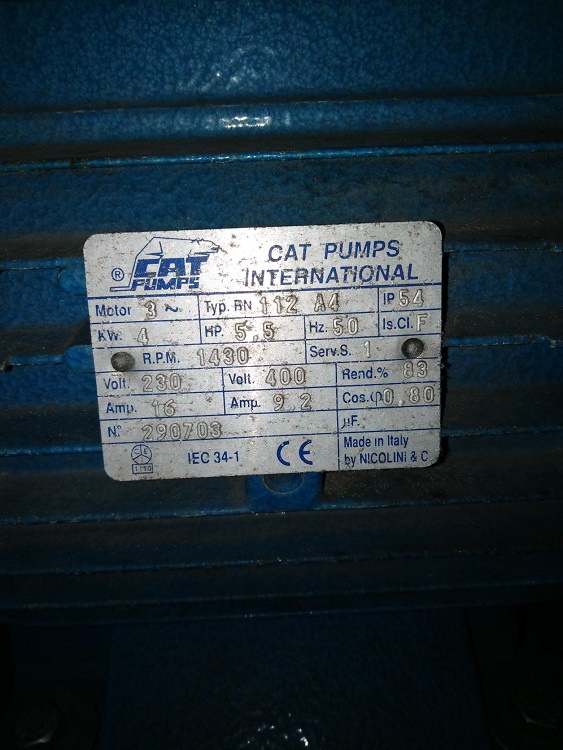 CAT PUMPS
INTERNATIONAL
® CAT
PUMPS
Motor 3~ Typ. RN 112 A4 IP 54
KW. 4 HP. 5,5 Hz. 50 Is.Cl. F
R.P.M. 1430 Serv.S. 1
Volt. 230 Volt. 400 Rend.% 83
Amp. 16 Amp. 9,2 Cos.φ 0,80
N° 290703 µF.
IEC 34-1 CE Made in Italy
by NICOLINI & C